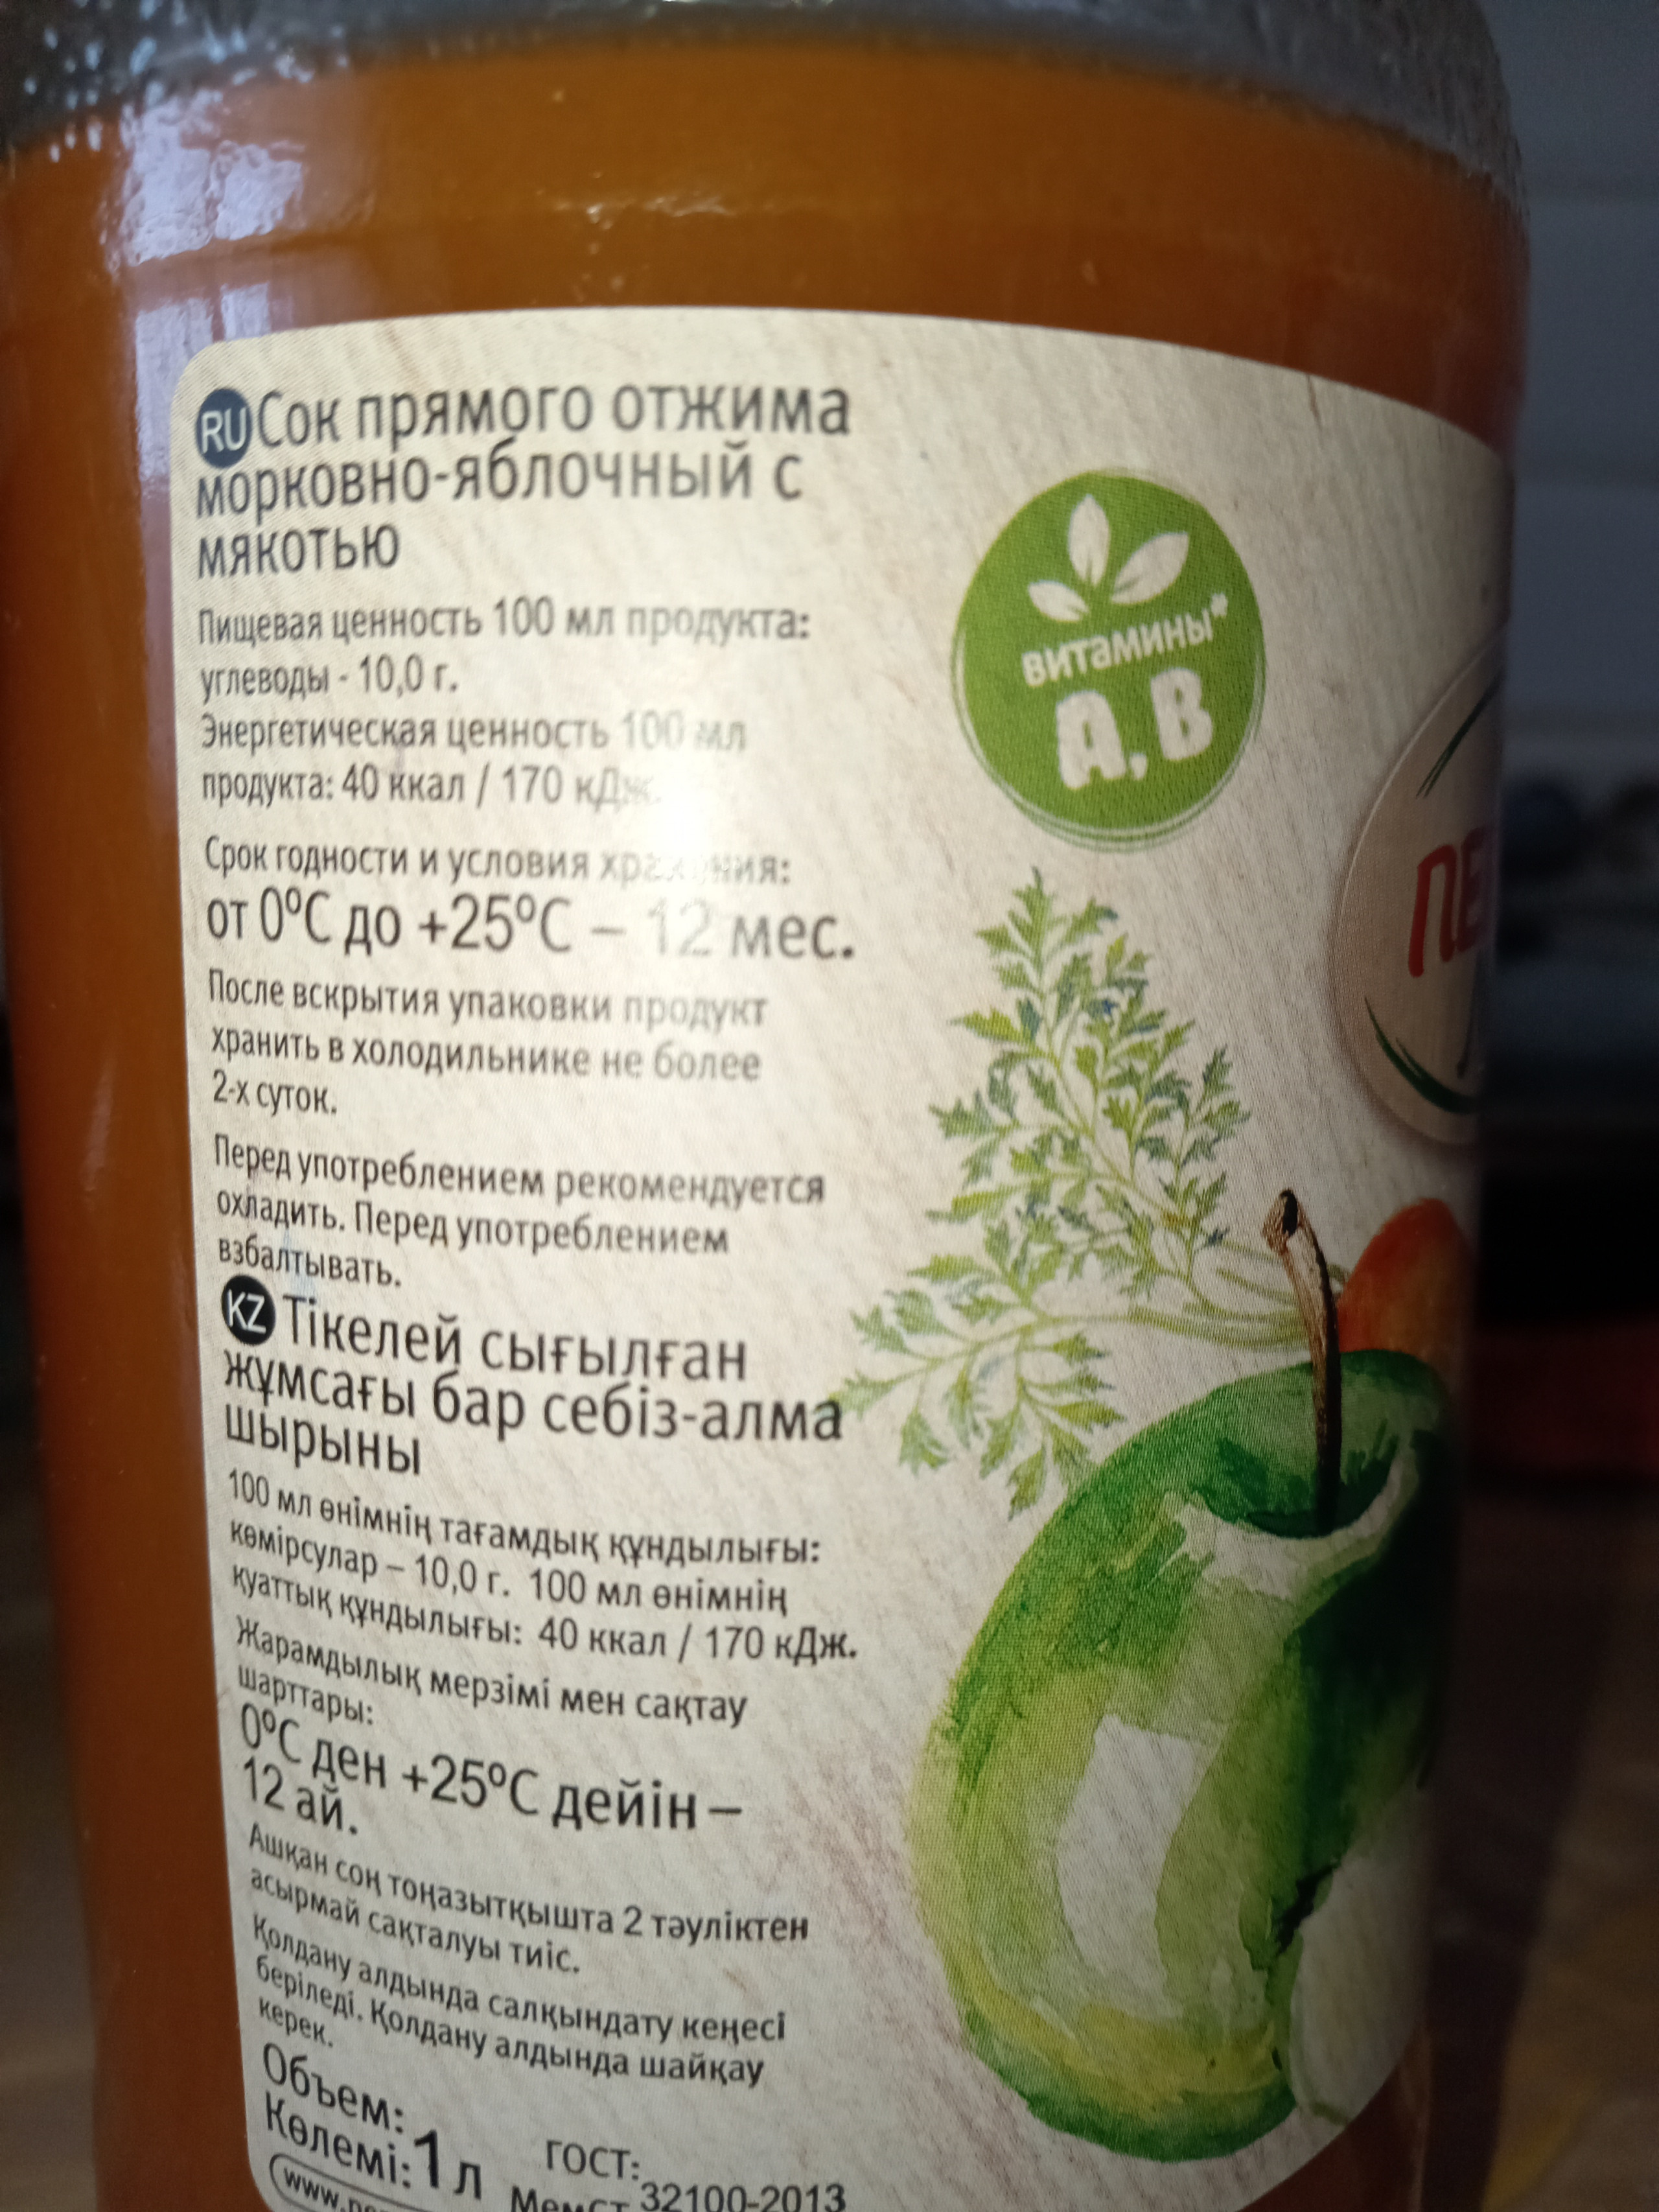 RU Сок прямого отжима
морковно-яблочный с
мякотью
Пищевая ценность 100 мл продукта:
углеводы - 10,0 г.
Энергетическая ценность 100 мл
продукта: 40 ккал / 170 кДж.
Срок годности и условия хранения:
от 0°С до +25°С – 12 мес.
После вскрытия упаковки продукт
хранить в холодильнике не более
2-х суток.
Перед употреблением рекомендуется
охладить. Перед употреблением
взбалтывать.
KZ Тікелей сығылған
жұмсағы бар себіз-алма
шырыны
100 мл өнімнің тағамдық құндылығы:
көмірсулар – 10,0 г. 100 мл өнімнің
қуаттық құндылығы: 40 ккал / 170 кДж.
Жарамдылық мерзімі мен сақтау
шарттары:
0°С ден +25°С дейін –
12 ай.
Ашқан соң тоңазытқышта 2 тәуліктен
асырмай сақталуы тиіс.
Қолдану алдында салқындату кеңесі
беріледі. Қолдану алдында шайқау
керек.
Объем:
Көлемі: 1 л
ГОСТ:
МемСТ 32100-2013
www.
витамины*
А, В